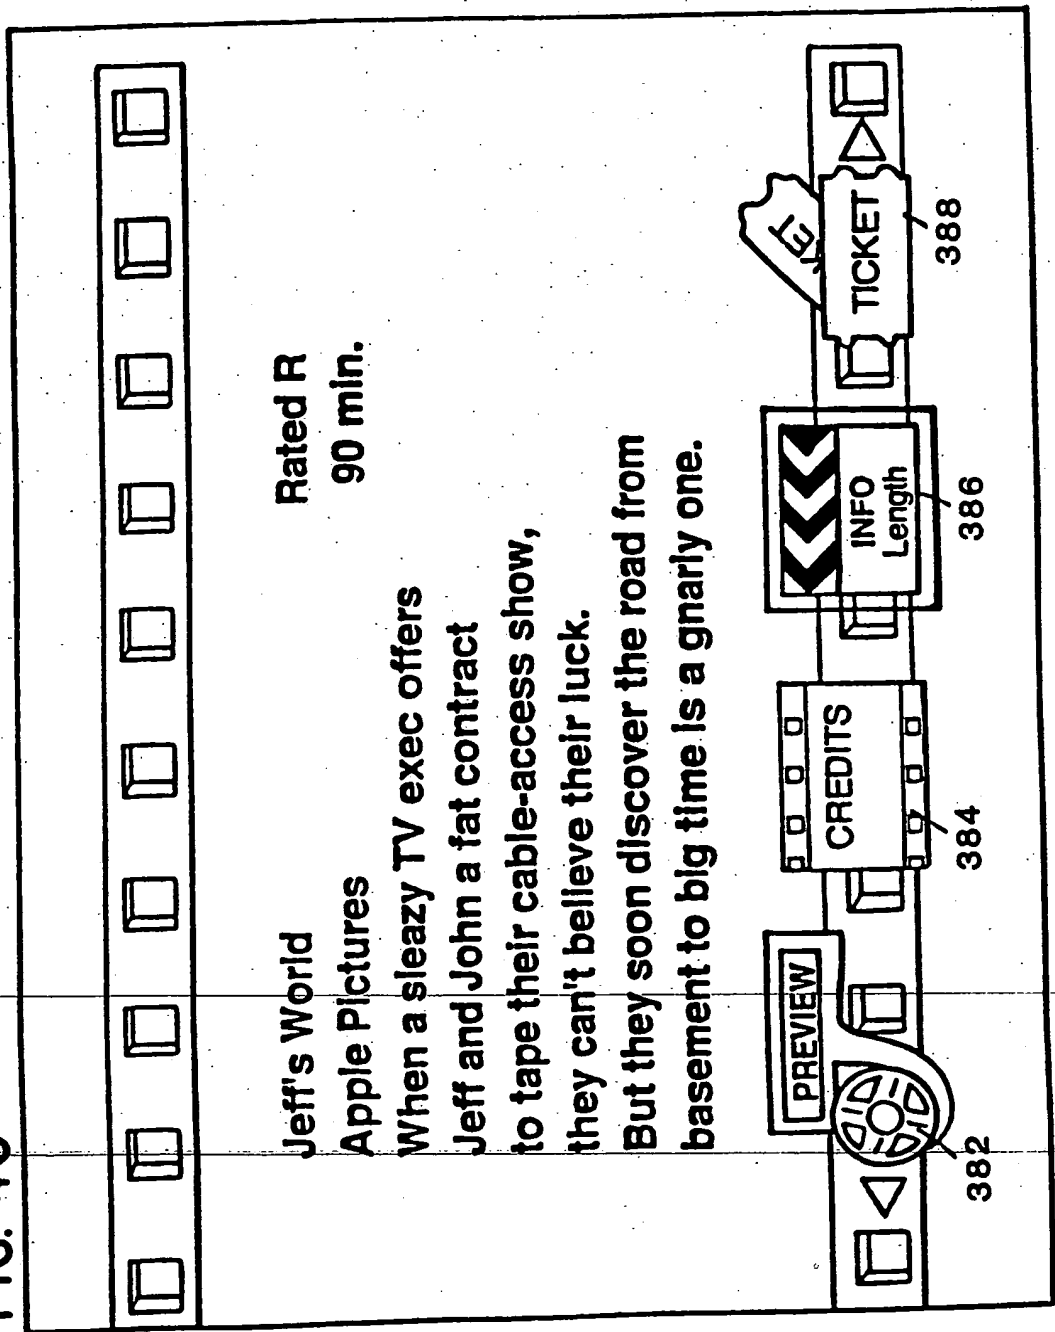 Jeff's World Rated R
Apple Pictures 90 min.
When a sleazy TV exec offers
Jeff and John a fat contract
to tape their cable-access show,
they can't believe their luck.
But they soon discover the road from
basement to big time is a gnarly one.
PREVIEW
CREDITS
INFO
Length
TICKET
382
384
386
388